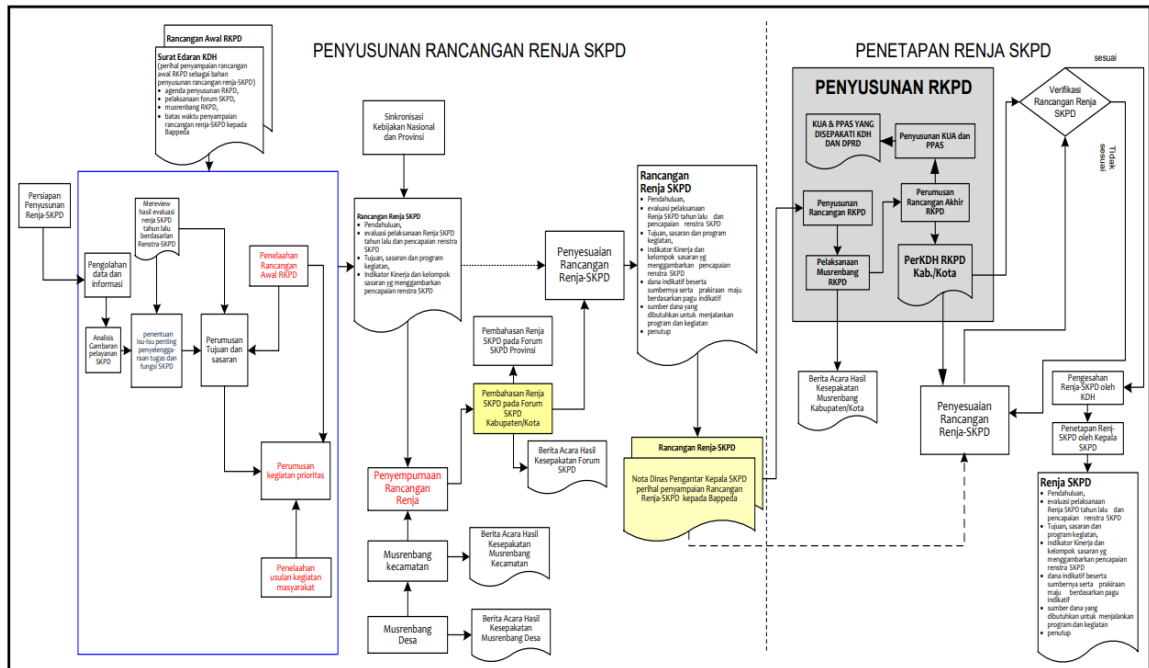 PENYUSUNAN RANCANGAN RENJA SKPD
PENETAPAN RENJA SKPD
Rancangan Awal RKPD
Surat Edaran KDH
(perihal penyampaian rancangan
awal RKPD sebagai bahan
penyusunan rancangan renja-SKPD)
• agenda penyusunan RKPD,
• pelaksanaan forum SKPD,
• musrenbang RKPD,
• batas waktu penyampaian
rancangan renja-SKPD kepada
Bappeda
Persiapan
Penyusunan
Renja-SKPD
Pengolahan
data dan
informasi
Analisis
Gambaran
pelayanan
SKPD
Mereview
hasil evaluasi
renja SKPD
tahun lalu
berdasarlan
Renstra-SKPD
penentuan
isu-isu penting
penyelengga-
raan tugas dan
fungsi SKPD
Perumusan
Tujuan dan
sasaran
Penelaahan
Rancangan
Awal RKPD
Perumusan
kegiatan prioritas
Penelaahan
usulan kegiatan
masyarakat
Sinkronisasi
Kebijakan Nasional
dan Provinsi
Rancangan Renja SKPD
• Pendahuluan,
• evaluasi pelaksanaan Renja SKPD
tahun lalu dan pencapaian renstra
SKPD
• Tujuan, sasaran dan program
kegiatan,
• Indikator Kinerja dan kelompok
sasaran yg menggambarkan
pencapaian renstra SKPD
Penyempurnaan
Rancangan
Renja
Musrenbang
kecamatan
Berita Acara Hasil
Kesepakatan
Musrenbang
Kecamatan
Musrenbang
Desa
Berita Acara Hasil
Kesepakatan
Musrenbang Desa
Pembahasan Renja
SKPD pada Forum
SKPD Provinsi
Pembahasan Renja
SKPD pada Forum
SKPD
Kabupaten/Kota
Berita Acara Hasil
Kesepakatan Forum
SKPD
Penyesuaian
Rancangan
Renja-SKPD
Rancangan
Renja SKPD
• Pendahuluan,
• evaluasi pelaksanaan
Renja SKPD tahun lalu dan
pencapaian renstra SKPD
• Tujuan, sasaran dan program
kegiatan,
• Indikator Kinerja dan
kelompok sasaran yg
menggambarkan pencapaian
renstra SKPD
• dana indikatif beserta
sumbernya serta prakiraan maju
berdasarkan pagu indikatif
• sumber dana yang
dibutuhkan untuk menjalankan
program dan kegiatan
• penutup
Rancangan Renja-SKPD
Nota Dinas Pengantar Kepala SKPD
perihal penyampaian Rancangan
Renja-SKPD kepada Bappeda
PENYUSUNAN RKPD
KUA & PPAS YANG
DISEPAKATI KDH
DAN DPRD
Penyusunan KUA dan
PPAS
Penyusunan
Rancangan RKPD
Perumusan
Rancangan Akhir
RKPD
Pelaksanaan
Musrenbang
RKPD
PerKDH RKPD
Kab./Kota
Berita Acara Hasil
Kesepakatan
Musrenbang
Kabupaten/Kota
Verifikasi
Rancangan Renja
SKPD
sesuai
Tidak
sesuai
Penyesuaian
Rancangan
Renja-SKPD
Pengesahan
Renja-SKPD oleh
KDH
Penetapan Renj-
SKPD oleh Kepala
SKPD
Renja SKPD
• Pendahuluan,
• evaluasi pelaksanaan
Renja SKPD tahun lalu dan
pencapaian renstra SKPD
• Tujuan, sasaran dan
program kegiatan,
• Indikator Kinerja dan
kelompok sasaran yg
menggambarkan pencapaian
renstra SKPD
• dana indikatif beserta
sumbernya serta prakiraan
maju berdasarkan pagu
indikatif
• sumber dana yang
dibutuhkan untuk menjalankan
program dan kegiatan
• penutup